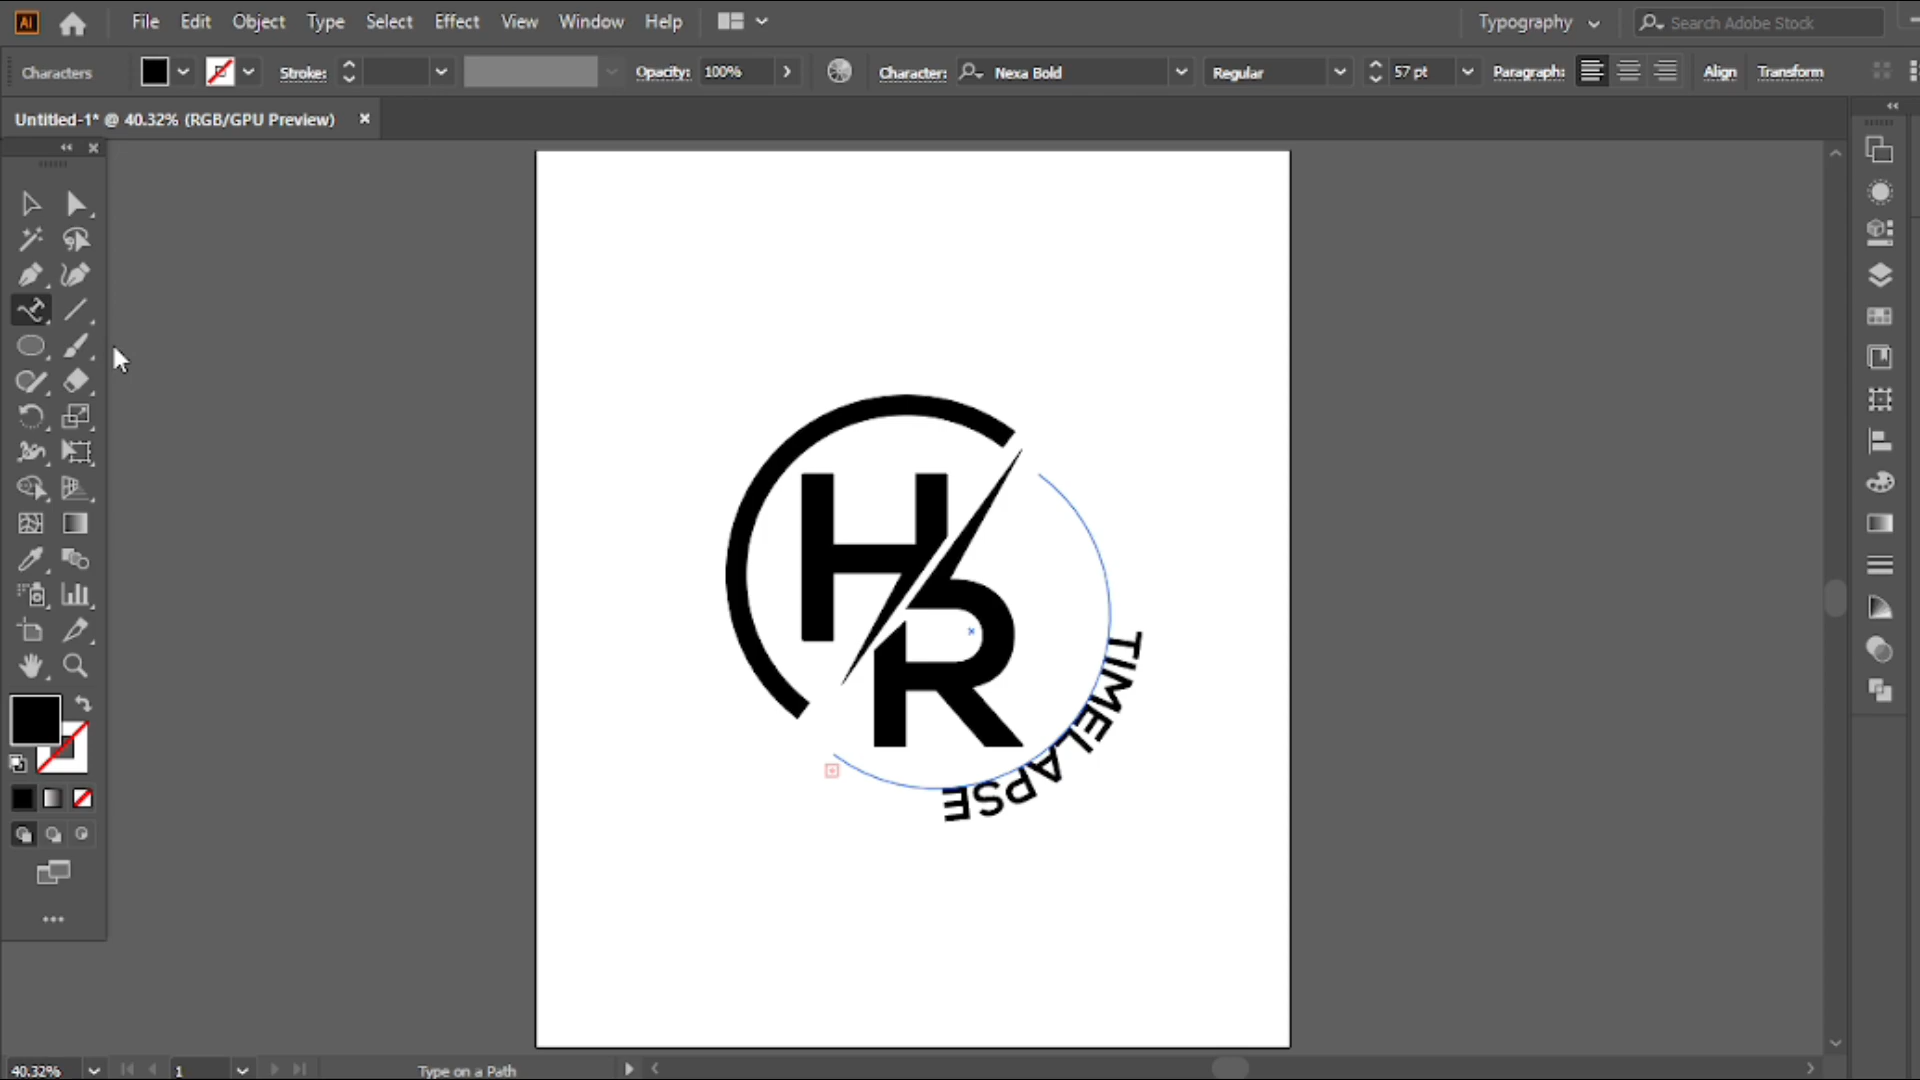 Ai File Edit Object Type Select Effect View Window Help Typography Search Adobe Stock
Characters Stroke: Opacity: 100% Character: Nexa Bold Regular 57 pt Paragraph: Align Transform
Untitled-1* @ 40.32% (RGB/GPU Preview)
HR
TIMELAPSE
40.32% 1 Type on a Path